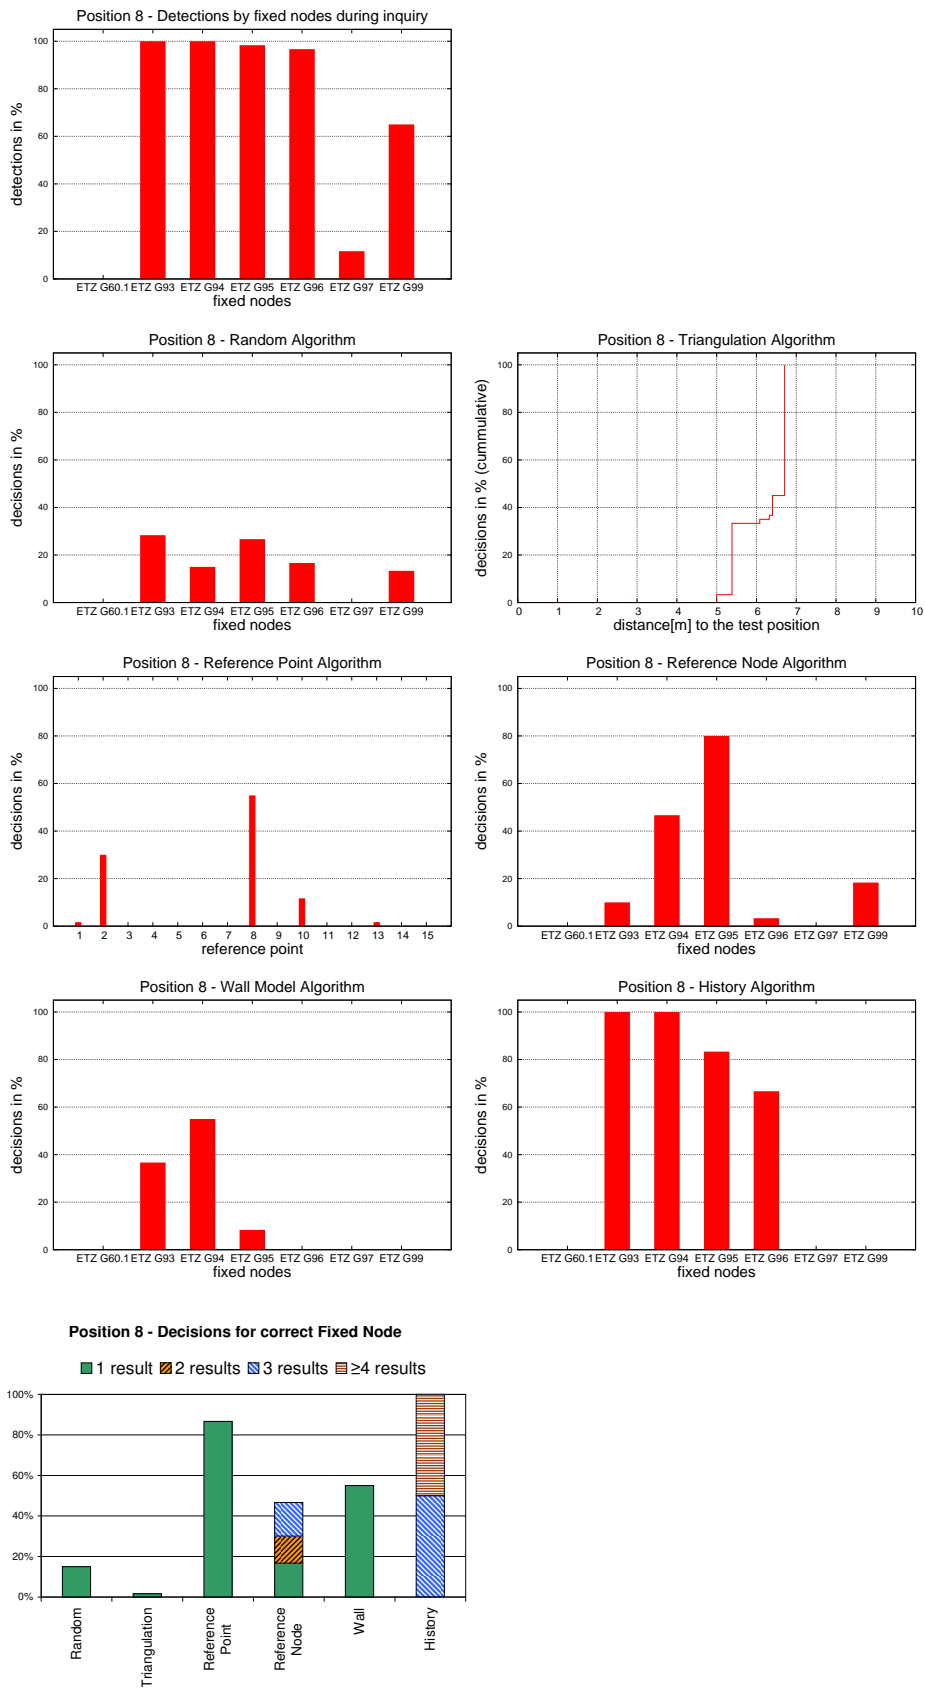 Position 8 - Detections by fixed nodes during inquiry
detections in %
100
80
60
40
20
0
ETZ G60.1 ETZ G93 ETZ G94 ETZ G95 ETZ G96 ETZ G97 ETZ G99
fixed nodes
Position 8 - Random Algorithm
decisions in %
100
80
60
40
20
0
ETZ G60.1 ETZ G93 ETZ G94 ETZ G95 ETZ G96 ETZ G97 ETZ G99
fixed nodes
Position 8 - Triangulation Algorithm
decisions in % (cummulative)
100
80
60
40
20
0
0 1 2 3 4 5 6 7 8 9 10
distance[m] to the test position
Position 8 - Reference Point Algorithm
decisions in %
100
80
60
40
20
0
1 2 3 4 5 6 7 8 9 10 11 12 13 14 15
reference point
Position 8 - Reference Node Algorithm
decisions in %
100
80
60
40
20
0
ETZ G60.1 ETZ G93 ETZ G94 ETZ G95 ETZ G96 ETZ G97 ETZ G99
fixed nodes
Position 8 - Wall Model Algorithm
decisions in %
100
80
60
40
20
0
ETZ G60.1 ETZ G93 ETZ G94 ETZ G95 ETZ G96 ETZ G97 ETZ G99
fixed nodes
Position 8 - History Algorithm
decisions in %
100
80
60
40
20
0
ETZ G60.1 ETZ G93 ETZ G94 ETZ G95 ETZ G96 ETZ G97 ETZ G99
fixed nodes
Position 8 - Decisions for correct Fixed Node
1 result 2 results 3 results ≥4 results
100%
80%
60%
40%
20%
0%
Random
Triangulation
Reference
Point
Reference
Node
Wall
History